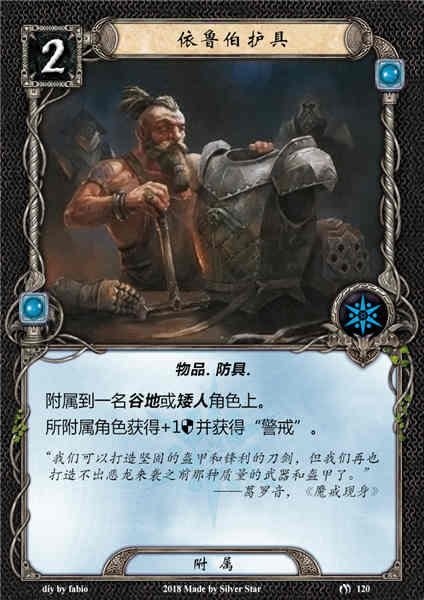 2
依鲁伯护具
物品. 防具.
附属到一名谷地或矮人角色上。
所附属角色获得+1并获得“警戒”。
“我们可以打造坚固的盔甲和锋利的刀剑，但我们再也
打造不出恶龙来袭之前那种质量的武器和盔甲了。”
——葛罗音，《魔戒现身》
附属
diy by fabio
2018 Made by Silver Star
120